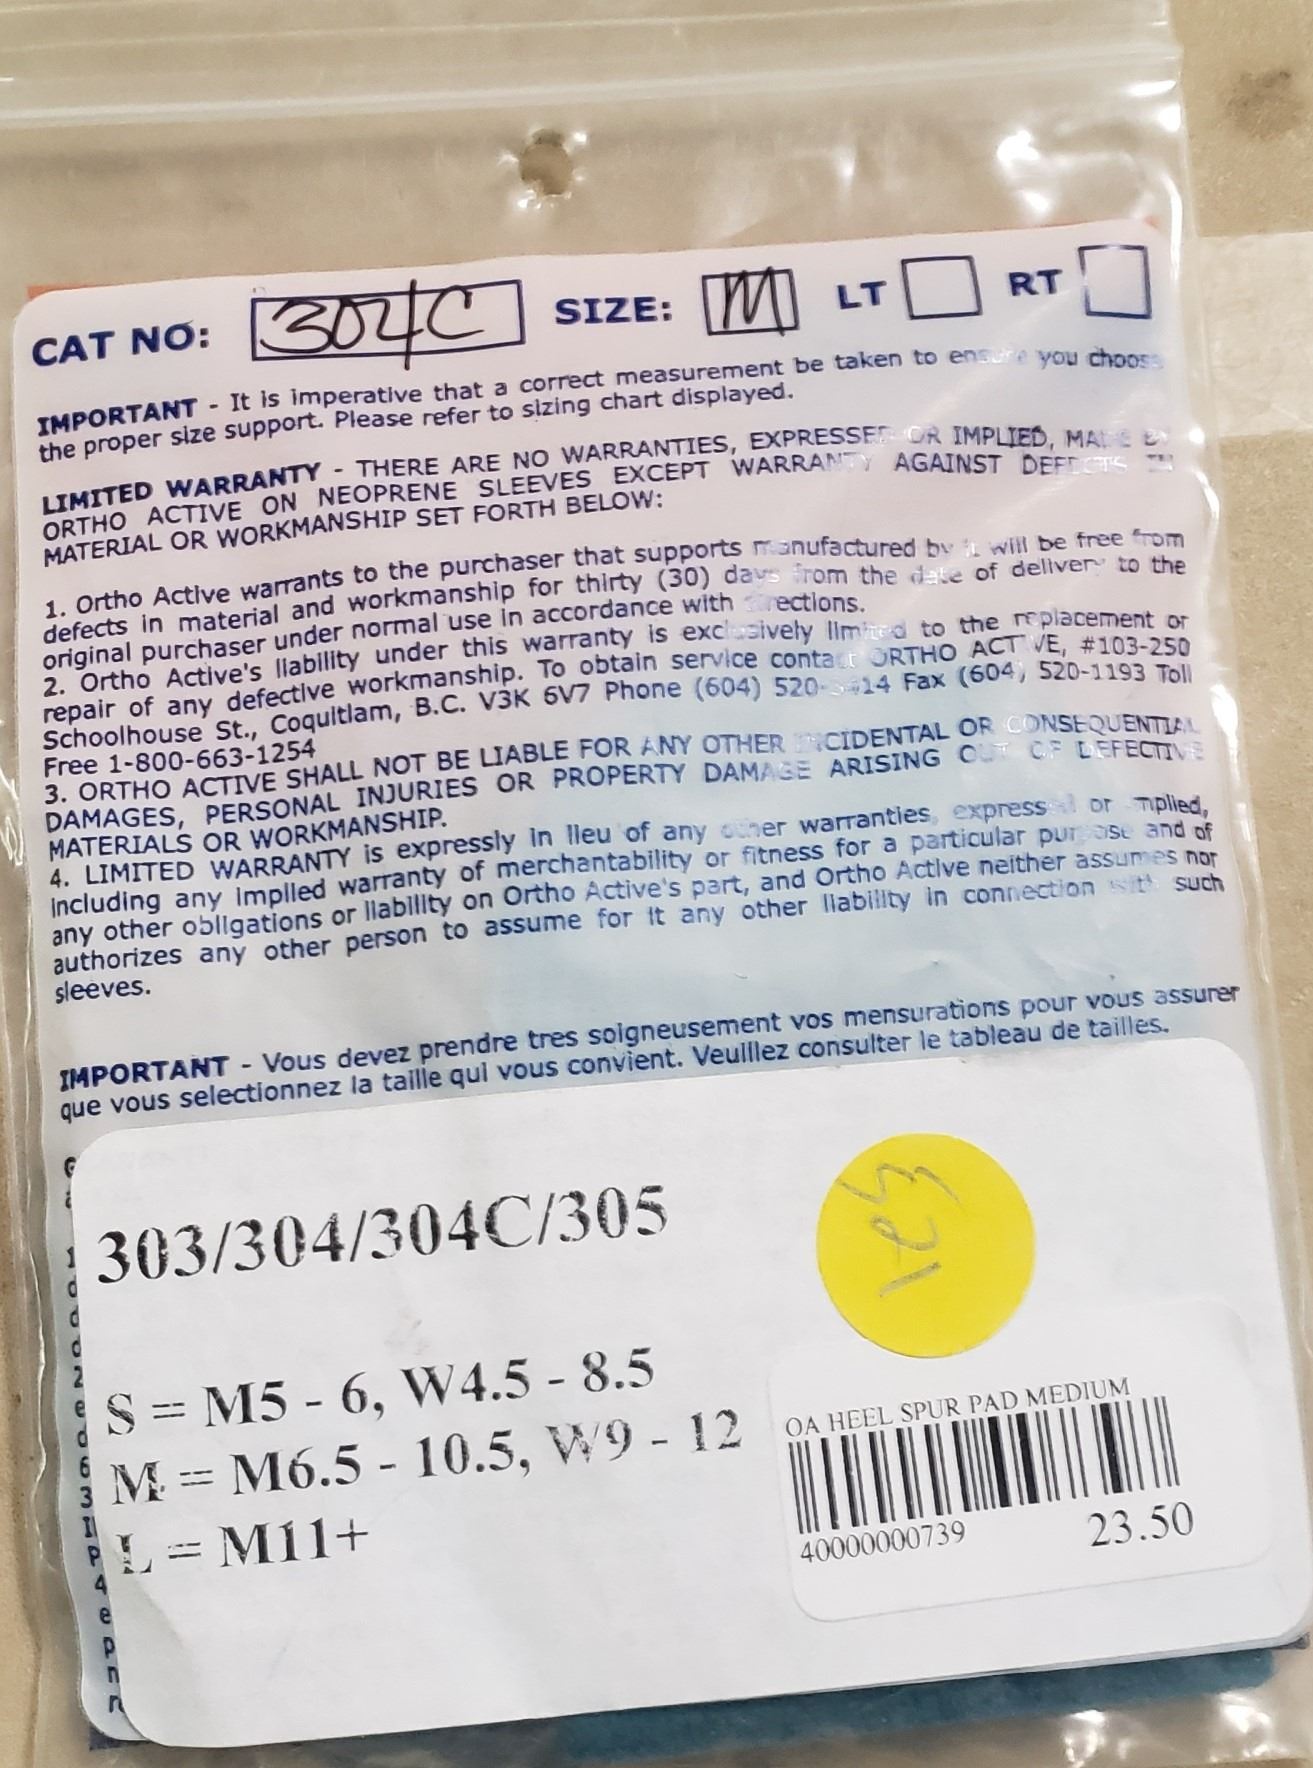 CAT NO: 304C SIZE: M LT RT
IMPORTANT - It is imperative that a correct measurement be taken to ensure you choose
the proper size support. Please refer to sizing chart displayed.
LIMITED WARRANTY - THERE ARE NO WARRANTIES, EXPRESSED OR IMPLIED, MADE BY
ORTHO ACTIVE ON NEOPRENE SLEEVES EXCEPT WARRANTY AGAINST DEFECTS IN
MATERIAL OR WORKMANSHIP SET FORTH BELOW:
1. Ortho Active warrants to the purchaser that supports manufactured by it will be free from
defects in material and workmanship for thirty (30) days from the date of delivery to the
original purchaser under normal use in accordance with directions.
2. Ortho Active's liability under this warranty is exclusively limited to the replacement or
repair of any defective workmanship. To obtain service contact ORTHO ACTIVE, #103-250
Schoolhouse St., Coquitlam, B.C. V3K 6V7 Phone (604) Fax (604) 520-1193 Toll
Free 1-800-663-1254
3. ORTHO ACTIVE SHALL NOT BE LIABLE FOR ANY OTHER INCIDENTAL OR CONSEQUENTIAL
DAMAGES, PERSONAL INJURIES OR PROPERTY DAMAGE ARISING OUT OF DEFECTIVE
MATERIALS OR WORKMANSHIP.
4. LIMITED WARRANTY is expressly in lieu of any other warranties, expressed or implied,
including any implied warranty of merchantability or fitness for a particular purpose and of
any other obligations or liability on Ortho Active's part, and Ortho Active neither assumes nor
authorizes any other person to assume for it any other liability in connection with such
sleeves.
IMPORTANT - Vous devez prendre tres soigneusement vos mensurations pour vous assurer
que vous selectionnez la taille qui vous convient. Veuillez consulter le tableau de tailles.
303/304/304C/305
S = M5 - 6, W4.5 - 8.5
M = M6.5 - 10.5, W9 - 12
L = M11+
OA HEEL SPUR PAD MEDIUM
40000000739 23.50